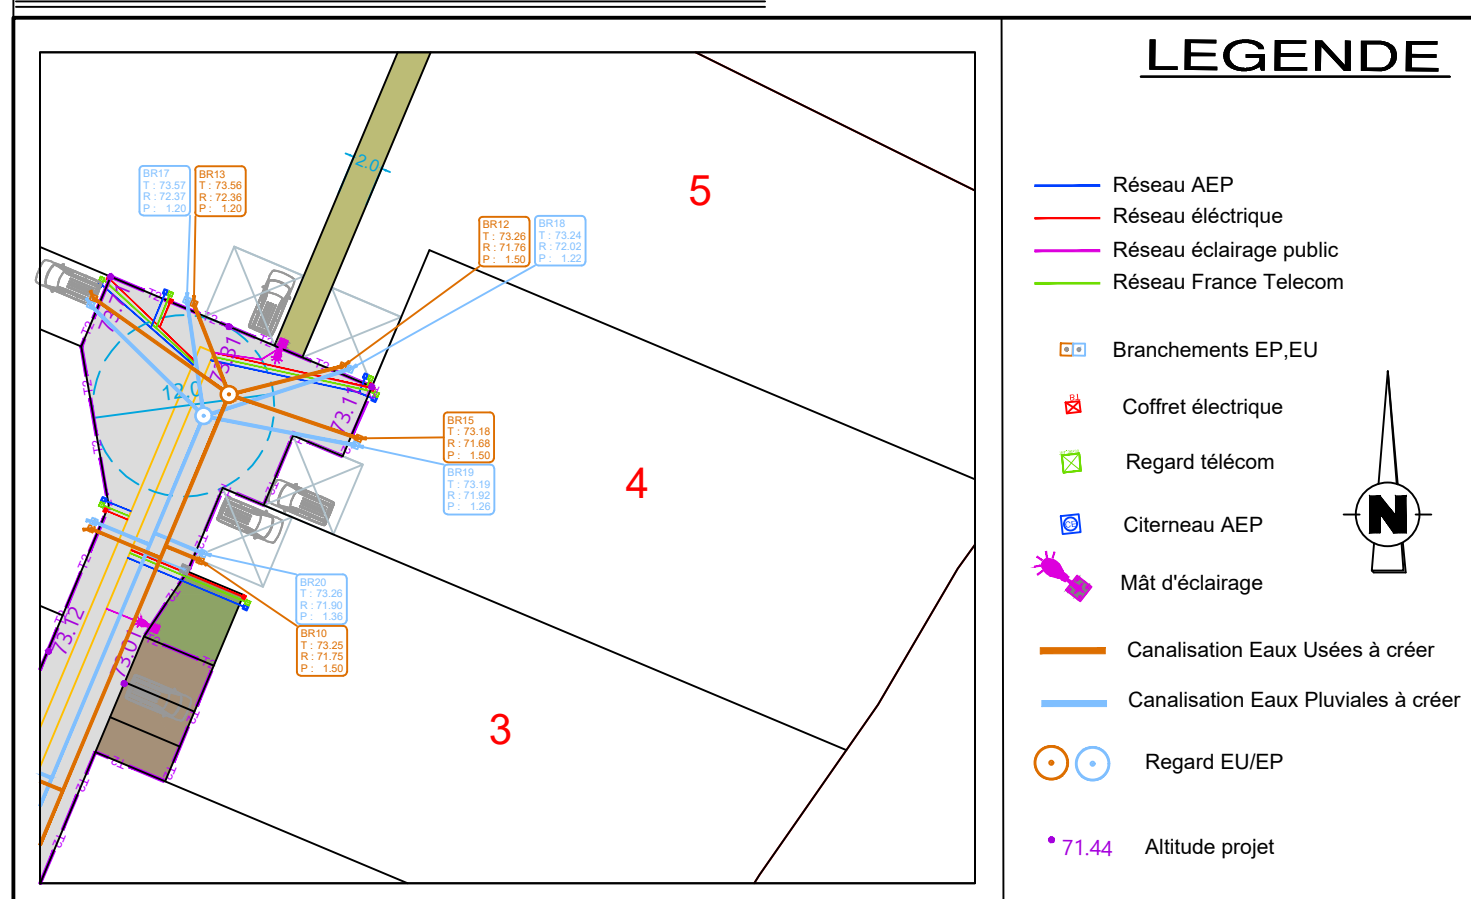 LEGENDE
Réseau AEP
Réseau éléctrique
Réseau éclairage public
Réseau France Telecom
Branchements EP,EU
Coffret électrique
Regard télécom
Citerneau AEP
Mât d'éclairage
Canalisation Eaux Usées à créer
Canalisation Eaux Pluviales à créer
Regard EU/EP
71.44 Altitude projet
N
5
4
3
2.0
12.0
BR17
T : 73.57
R : 72.37
P : 1.20
BR13
T : 73.56
R : 72.36
P : 1.20
BR12
T : 73.26
R : 71.76
P : 1.50
BR18
T : 73.24
R : 72.02
P : 1.22
BR15
T : 73.18
R : 71.68
P : 1.50
BR19
T : 73.19
R : 71.92
P : 1.26
BR20
T : 73.26
R : 71.90
P : 1.36
BR10
T : 73.25
R : 71.75
P : 1.50
73.31
73.11
73.12